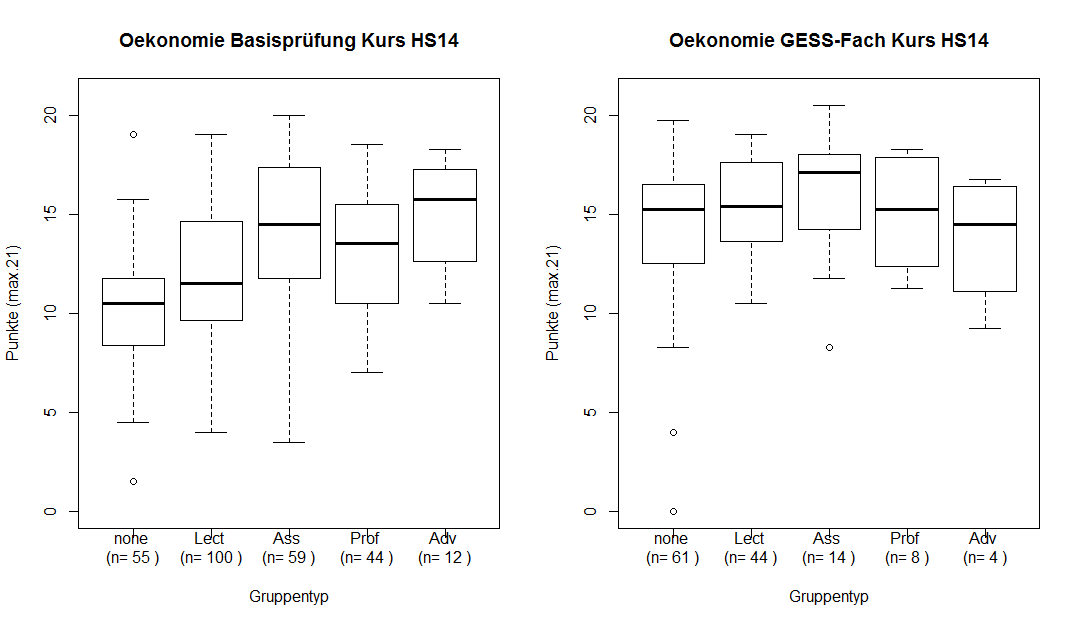 Oekonomie Basisprüfung Kurs HS14
Punkte (max.21)
20
15
10
5
0
none Lect Ass Prof Adv
(n= 55 ) (n= 100 ) (n= 59 ) (n= 44 ) (n= 12 )
Gruppentyp
Oekonomie GESS-Fach Kurs HS14
Punkte (max.21)
20
15
10
5
0
none Lect Ass Prof Adv
(n= 61 ) (n= 44 ) (n= 14 ) (n= 8 ) (n= 4 )
Gruppentyp